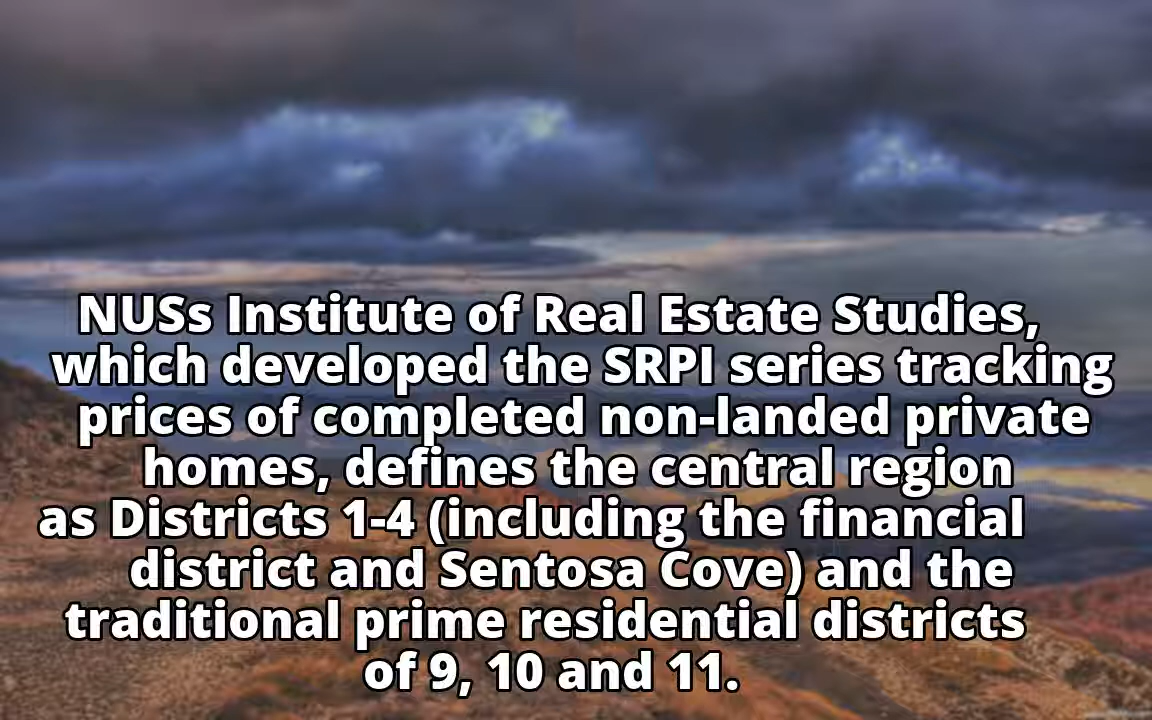 NUSs Institute of Real Estate Studies,
which developed the SRPI series tracking
prices of completed non-landed private
homes, defines the central region
as Districts 1-4 (including the financial
district and Sentosa Cove) and the
traditional prime residential districts
of 9, 10 and 11.